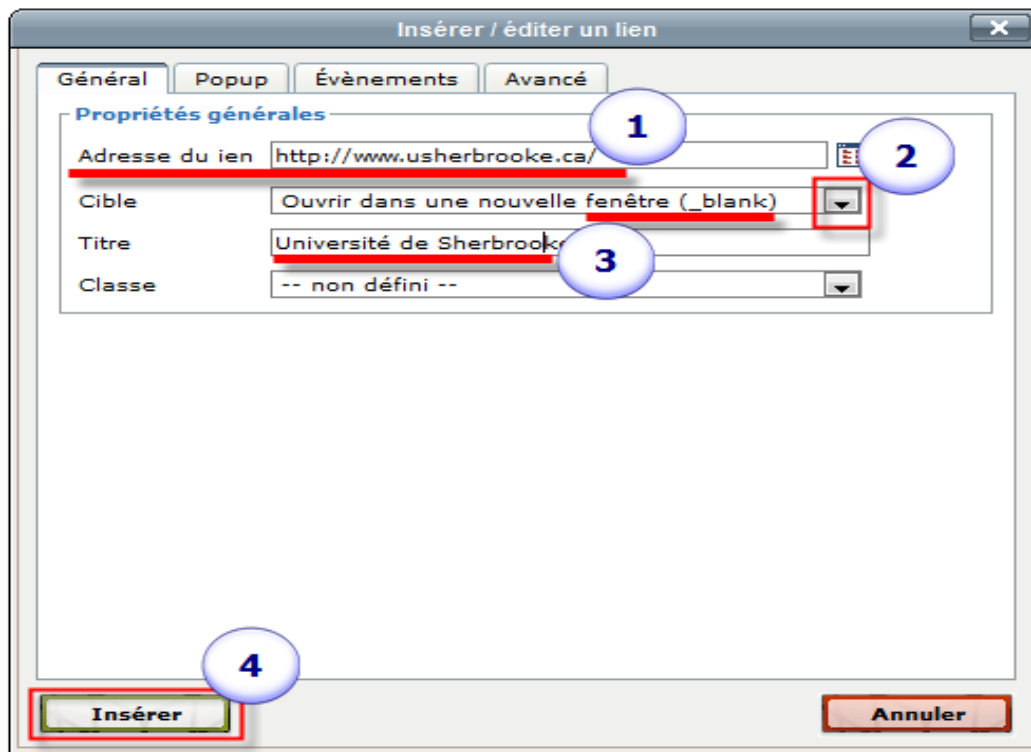 Insérer / éditer un lien
Général Popup Évènements Avancé
Propriétés générales
1
Adresse du ien http://www.usherbrooke.ca/
2
Cible Ouvrir dans une nouvelle fenêtre (_blank)
Titre Université de Sherbrooke
3
Classe -- non défini --
4
Insérer Annuler